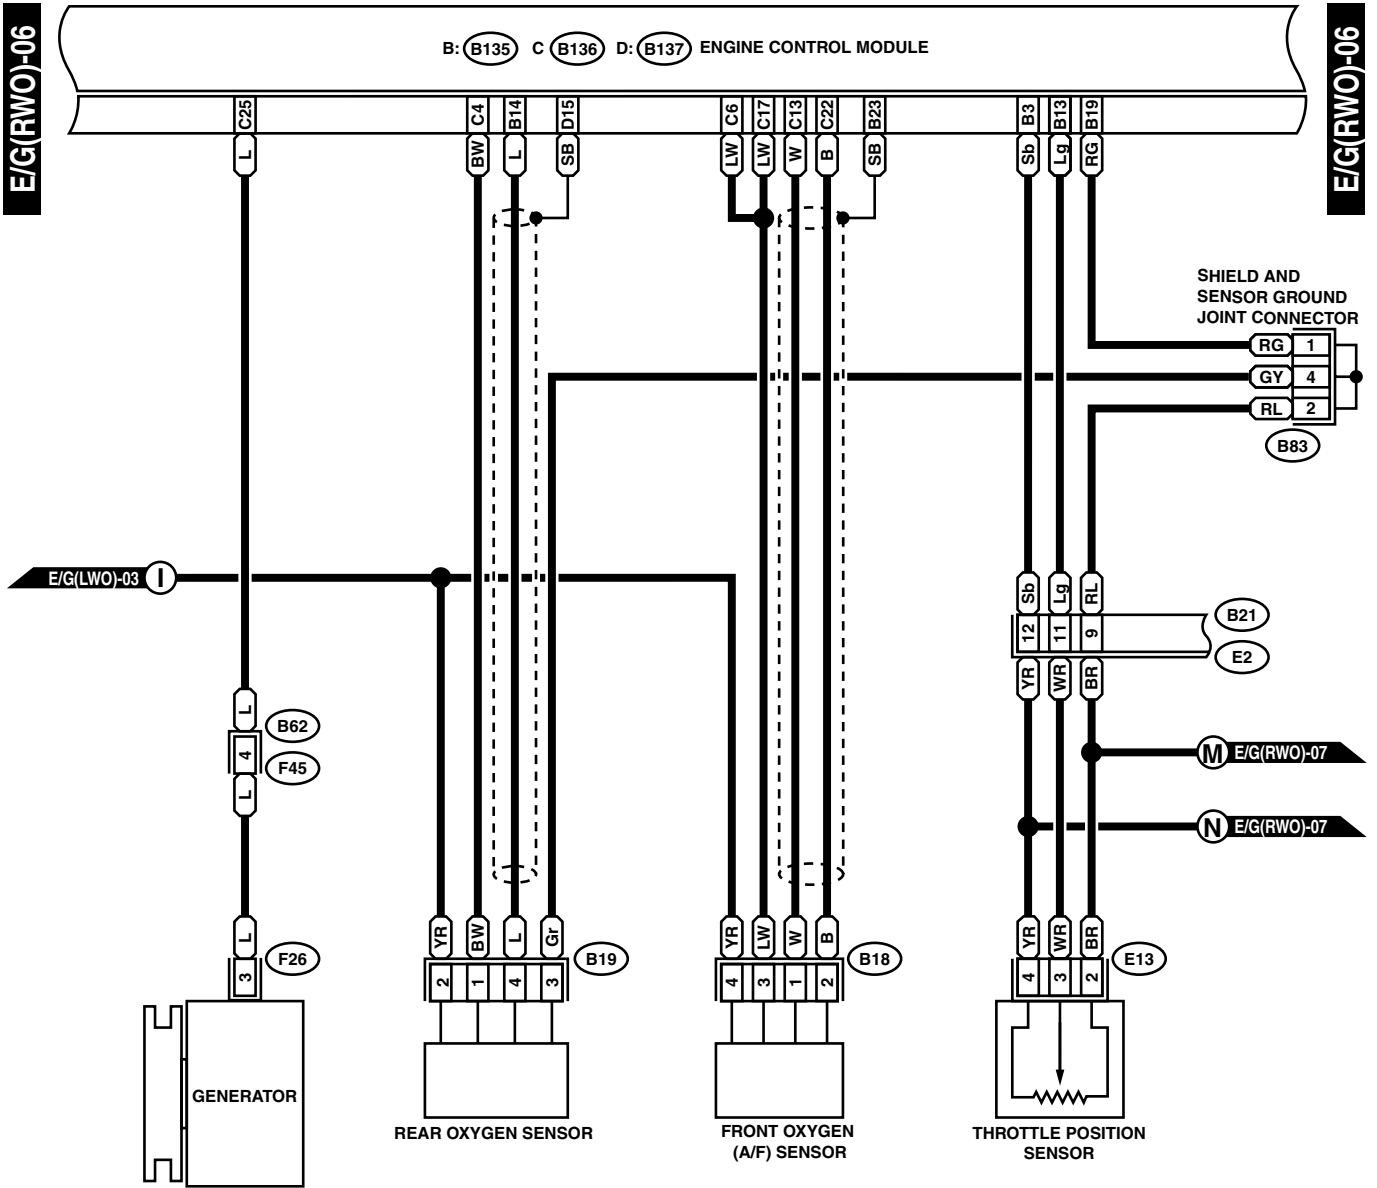 E/G(RWO)-06
E/G(RWO)-06
B: B135 C B136 D: B137 ENGINE CONTROL MODULE
C25 C4 B14 D15 C6 C17 C13 C22 B23 B3 B13 B19
L BW L SB LW LW W B SB Sb Lg RG
SHIELD AND
SENSOR GROUND
JOINT CONNECTOR
RG 1
GY 4
RL 2
B83
E/G(LWO)-03 I
Sb Lg RL
12 11 9
B21
E2
YR WR BR
L
B62
4
F45
L
M E/G(RWO)-07
N E/G(RWO)-07
L YR BW L Gr YR LW W B YR WR BR
F26 B19 B18 E13
3 2 1 4 3 4 3 1 2 4 3 2
GENERATOR
REAR OXYGEN SENSOR
FRONT OXYGEN
(A/F) SENSOR
THROTTLE POSITION
SENSOR